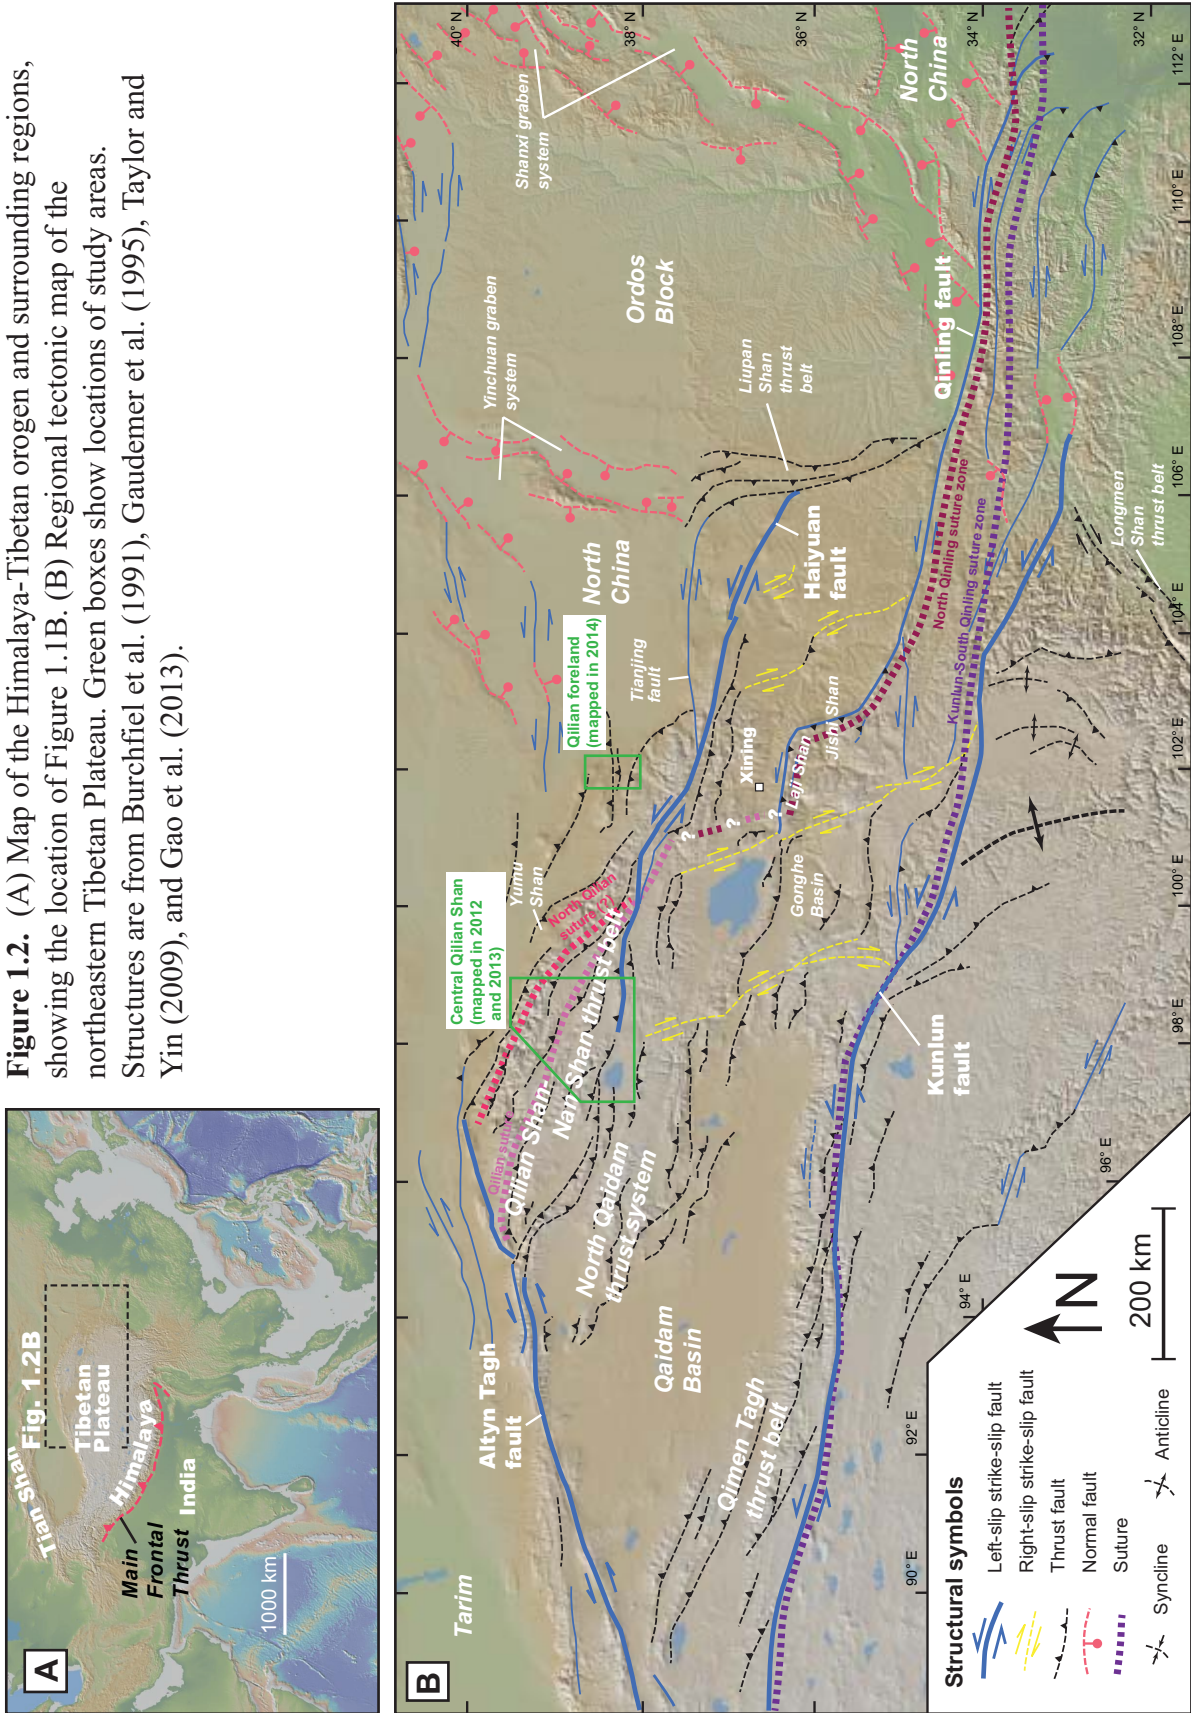 Figure 1.2. (A) Map of the Himalaya-Tibetan orogen and surrounding regions,
showing the location of Figure 1.1B. (B) Regional tectonic map of the
northeastern Tibetan Plateau. Green boxes show locations of study areas.
Structures are from Burchfiel et al. (1991), Gaudemer et al. (1995), Taylor and
Yin (2009), and Gao et al. (2013).
A
Tian Shan
Fig. 1.2B
Tibetan
Plateau
Himalaya
Main
Frontal
Thrust
India
1000 km
B
Tarim
Altyn Tagh
fault
Qaidam
Basin
Qimen Tagh
thrust belt
North Qaidam
thrust system
Qilian suture
Qilian Shan-
Nan Shan thrust belt
North Qilian
suture (?)
Central Qilian Shan
(mapped in 2012
and 2013)
Yumu
Shan
Qilian foreland
(mapped in 2014)
Tianjing
fault
North
China
Yinchuan graben
system
Ordos
Block
Shanxi graben
system
North
China
Liupan
Shan
thrust
belt
Haiyuan
fault
Xining
?
?
?
Laji Shan
Jishi Shan
Gonghe
Basin
Kunlun
fault
Qinling fault
North Qinling suture zone
Kunlun-South Qinling suture zone
Longmen
Shan
thrust belt
40° N
38° N
36° N
34° N
32° N
90° E
92° E
94° E
96° E
98° E
100° E
102° E
104° E
106° E
108° E
110° E
112° E
N
200 km
Structural symbols
Left-slip strike-slip fault
Right-slip strike-slip fault
Thrust fault
Normal fault
Suture
Syncline
Anticline